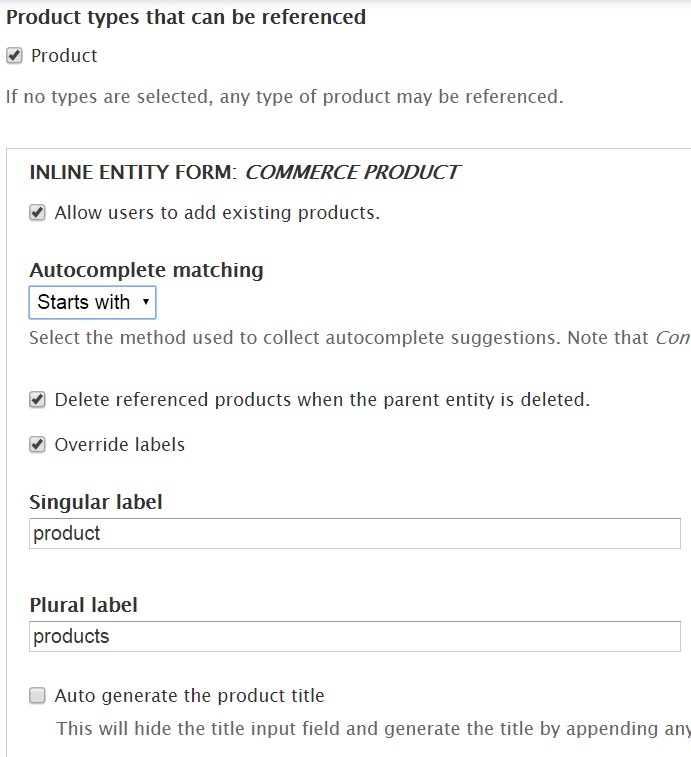 Product types that can be referenced
Product
If no types are selected, any type of product may be referenced.
INLINE ENTITY FORM: COMMERCE PRODUCT
Allow users to add existing products.
Autocomplete matching
Starts with
Select the method used to collect autocomplete suggestions. Note that Con
Delete referenced products when the parent entity is deleted.
Override labels
Singular label
product
Plural label
products
Auto generate the product title
This will hide the title input field and generate the title by appending any